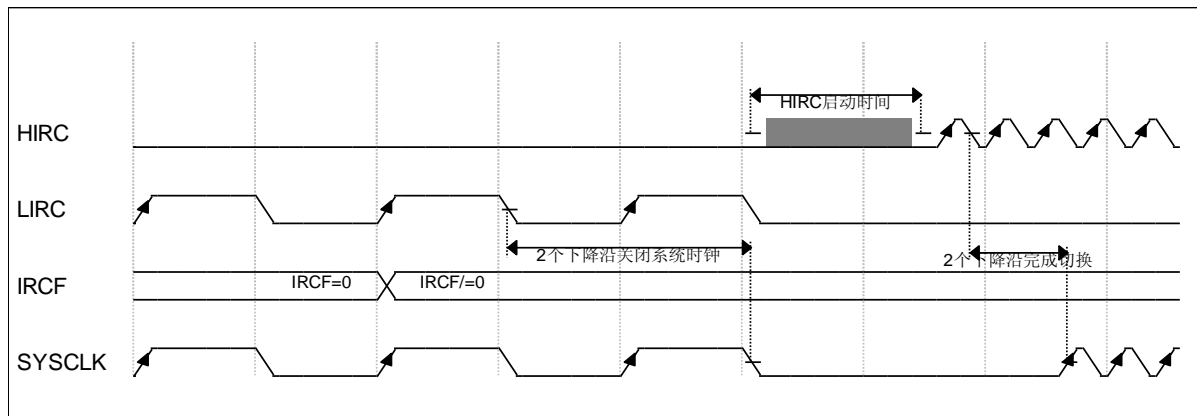 HIRC启动时间
HIRC
LIRC
2个下降沿关闭系统时钟
2个下降沿完成切换
IRCF
IRCF=0
IRCF/=0
SYSCLK